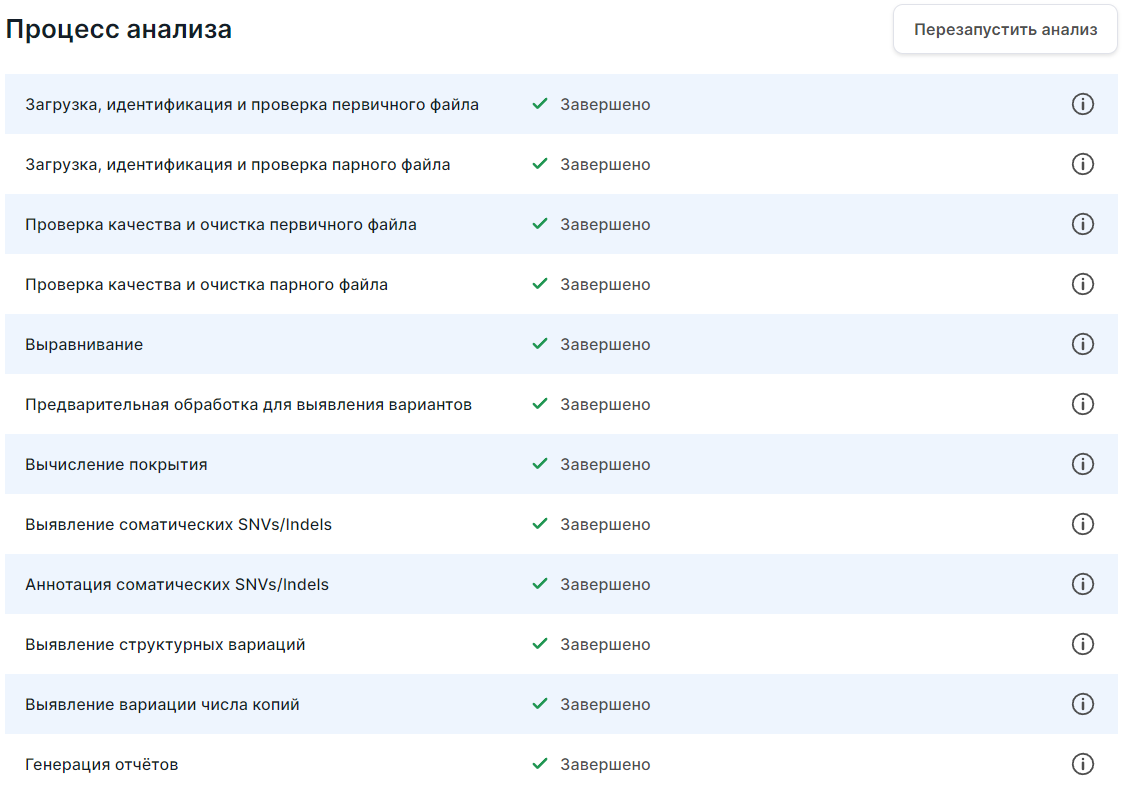 Процесс анализа
Перезапустить анализ
Загрузка, идентификация и проверка первичного файла Завершено
Загрузка, идентификация и проверка парного файла Завершено
Проверка качества и очистка первичного файла Завершено
Проверка качества и очистка парного файла Завершено
Выравнивание Завершено
Предварительная обработка для выявления вариантов Завершено
Вычисление покрытия Завершено
Выявление соматических SNVs/Indels Завершено
Аннотация соматических SNVs/Indels Завершено
Выявление структурных вариаций Завершено
Выявление вариации числа копий Завершено
Генерация отчётов Завершено